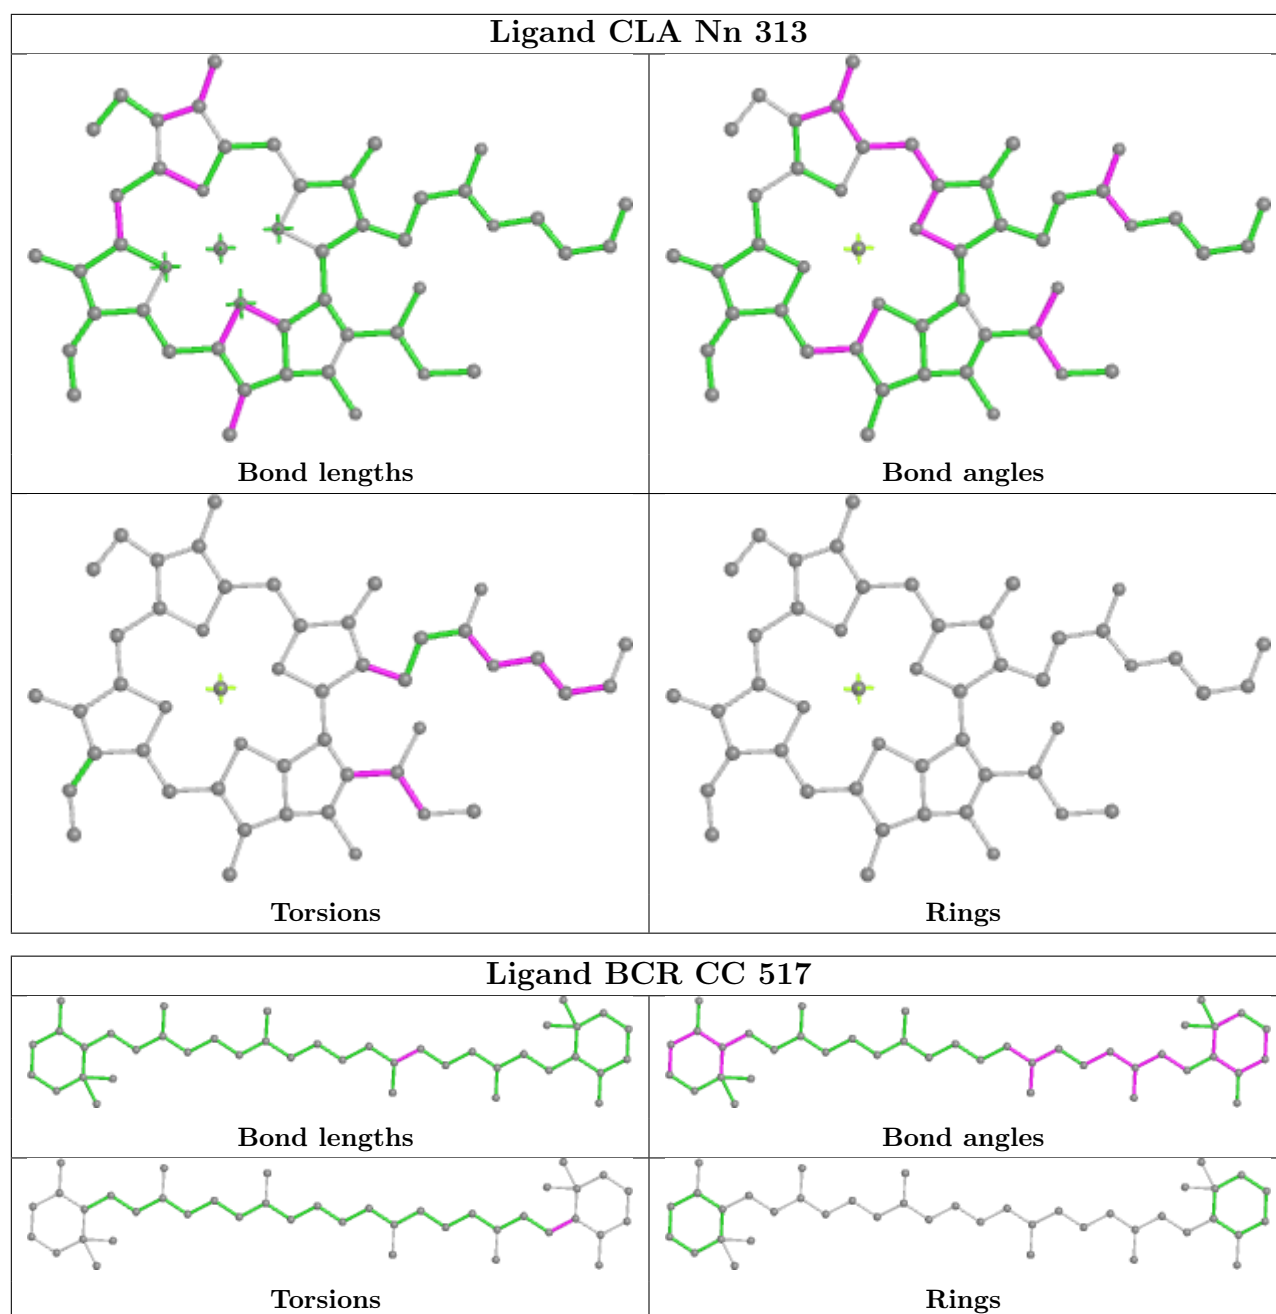 Ligand CLA Nn 313
Bond lengths
Bond angles
Torsions
Rings
Ligand BCR CC 517
Bond lengths
Bond angles
Torsions
Rings